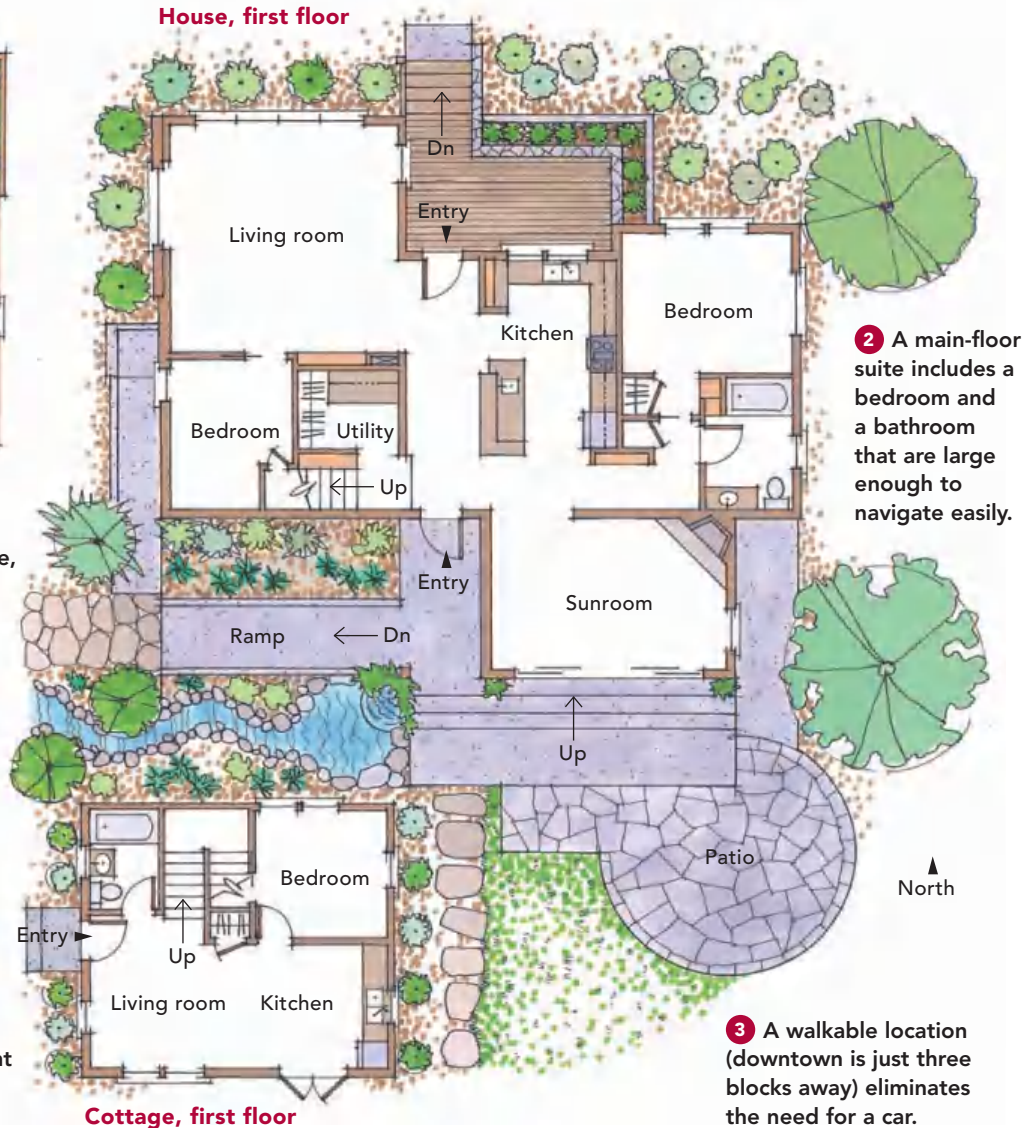 House, first floor
Dn
Entry
Living room
Bedroom
Kitchen
2 A main-floor
suite includes a
bedroom and
a bathroom
that are large
enough to
navigate easily.
Bedroom
Utility
Up
e,
Entry
Sunroom
Ramp
Dn
Up
Patio
North
Bedroom
Entry
Up
Living room
Kitchen
3 A walkable location
(downtown is just three
blocks away) eliminates
the need for a car.
Cottage, first floor